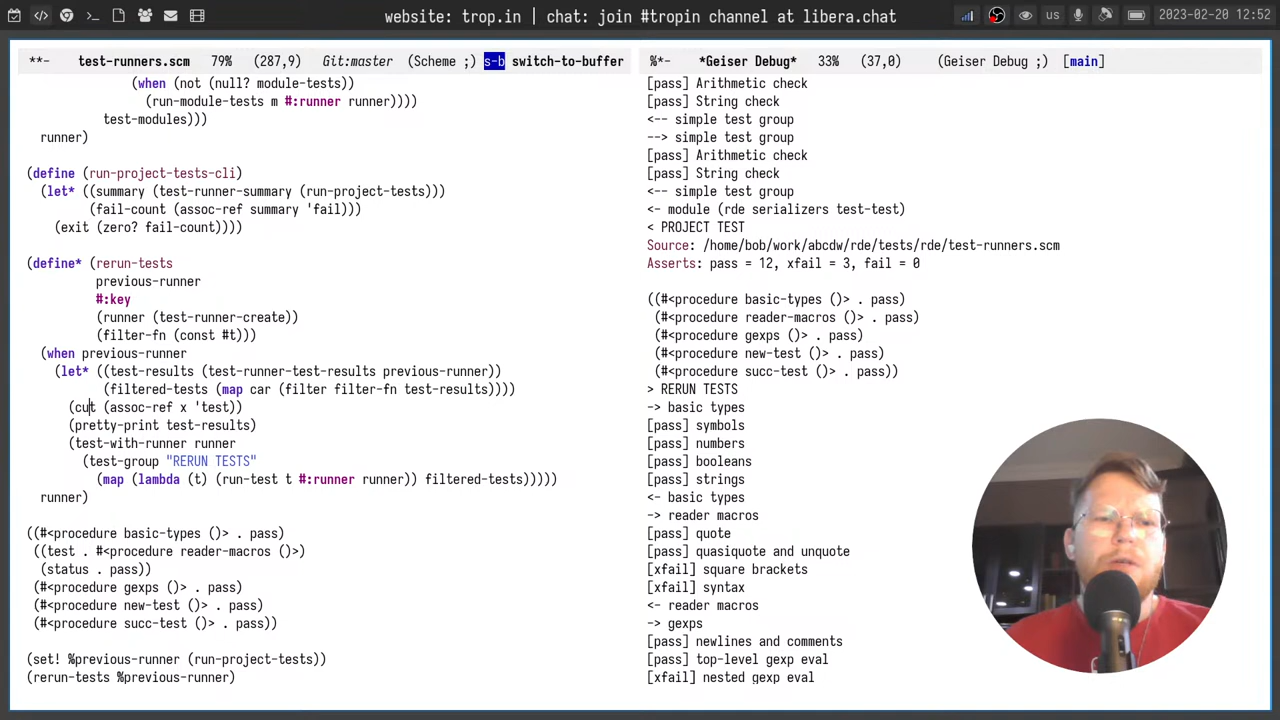 website: trop.in | chat: join #tropin channel at libera.chat
us
2023-02-20 12:52
**- test-runners.scm 79% (287,9) Git:master (Scheme ;) s-b switch-to-buffer
(when (not (null? module-tests))
(run-module-tests m #:runner runner))))
test-modules)))
runner)
(define (run-project-tests-cli)
(let* ((summary (test-runner-summary (run-project-tests)))
(fail-count (assoc-ref summary 'fail)))
(exit (zero? fail-count))))
(define* (rerun-tests
previous-runner
#:key
(runner (test-runner-create))
(filter-fn (const #t)))
(when previous-runner
(let* ((test-results (test-runner-test-results previous-runner))
(filtered-tests (map car (filter filter-fn test-results))))
(cut (assoc-ref x 'test))
(pretty-print test-results)
(test-with-runner runner
(test-group "RERUN TESTS"
(map (lambda (t) (run-test t #:runner runner)) filtered-tests)))))
runner)
((#<procedure basic-types ()> . pass)
((test . #<procedure reader-macros ()>)
(status . pass))
(#<procedure gexps ()> . pass)
(#<procedure new-test ()> . pass)
(#<procedure succ-test ()> . pass))
(set! %previous-runner (run-project-tests))
(rerun-tests %previous-runner)
%*- *Geiser Debug* 33% (37,0) (Geiser Debug ;) [main]
[pass] Arithmetic check
[pass] String check
<-- simple test group
--> simple test group
[pass] Arithmetic check
[pass] String check
<-- simple test group
<- module (rde serializers test-test)
< PROJECT TEST
Source: /home/bob/work/abcdw/rde/tests/rde/test-runners.scm
Asserts: pass = 12, xfail = 3, fail = 0
((#<procedure basic-types ()> . pass)
(#<procedure reader-macros ()> . pass)
(#<procedure gexps ()> . pass)
(#<procedure new-test ()> . pass)
(#<procedure succ-test ()> . pass))
> RERUN TESTS
-> basic types
[pass] symbols
[pass] numbers
[pass] booleans
[pass] strings
<- basic types
-> reader macros
[pass] quote
[pass] quasiquote and unquote
[xfail] square brackets
[xfail] syntax
<- reader macros
-> gexps
[pass] newlines and comments
[pass] top-level gexp eval
[xfail] nested gexp eval